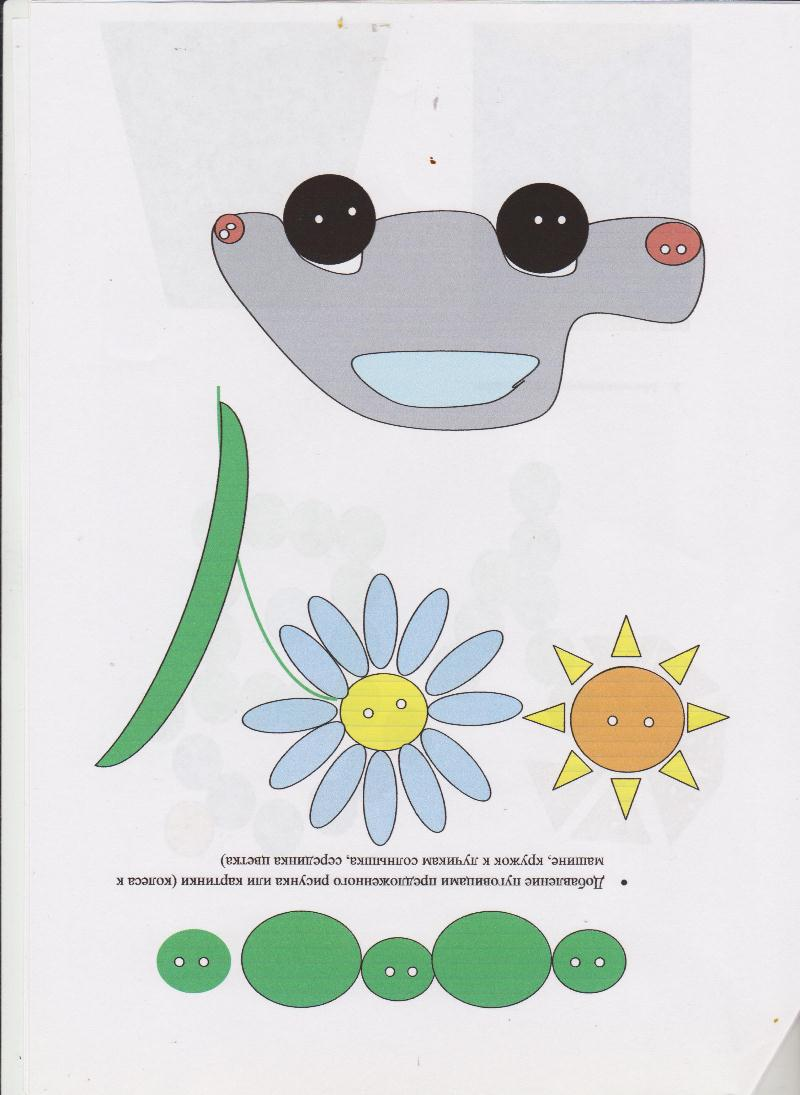 • Добавление пуговицами предложенного рисунка или картинки (колеса к
машине, кружок к лучикам солнышка, серединка цветка)